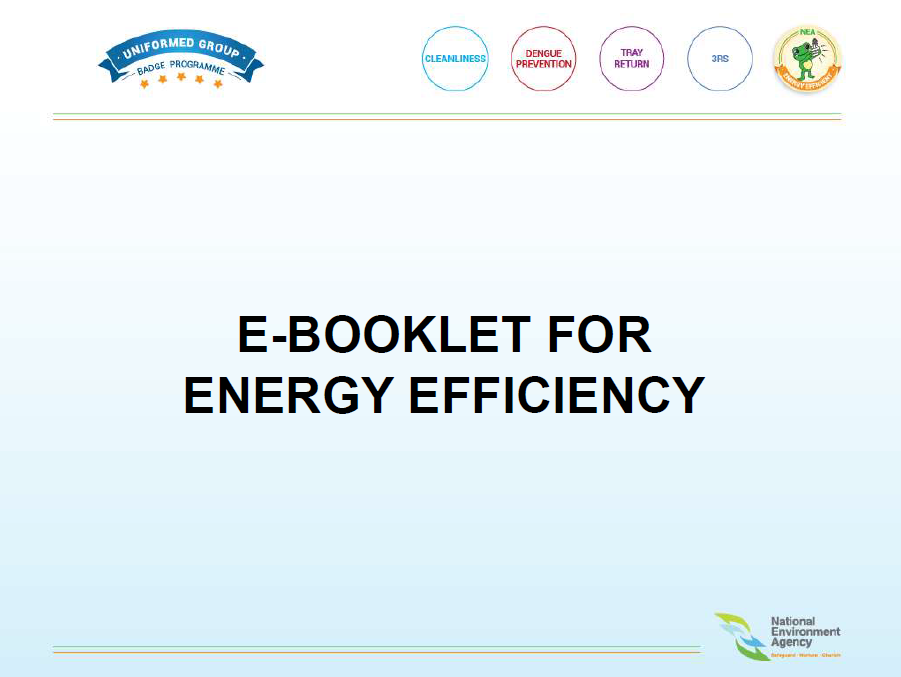 UNIFORMED GROUP
BADGE PROGRAMME
CLEANLINESS
DENGUE
PREVENTION
TRAY
RETURN
3RS
NEA
ENERGY EFFICIENT
E-BOOKLET FOR
ENERGY EFFICIENCY
National
Environment
Agency
Safeguard · Nurture · Cherish